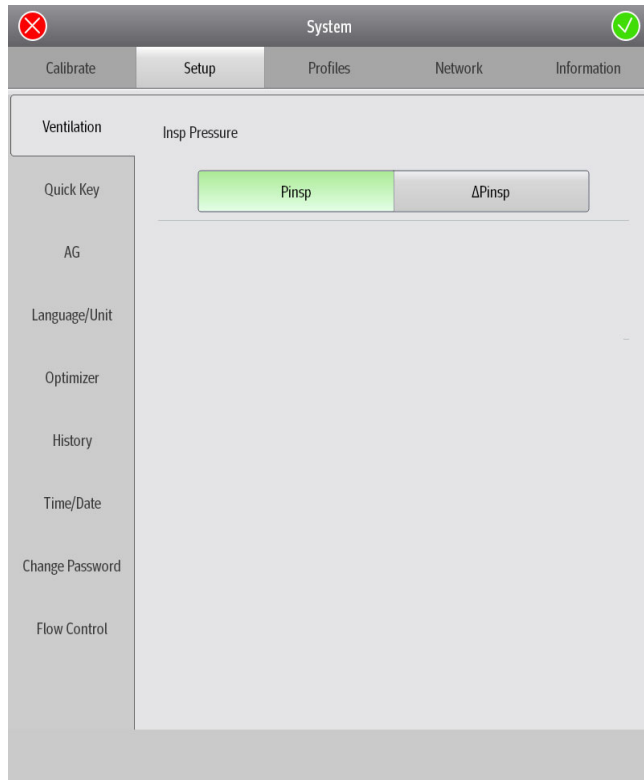 System
Calibrate Setup Profiles Network Information
Ventilation
Insp Pressure
Pinsp ΔPinsp
Quick Key
AG
Language/Unit
Optimizer
History
Time/Date
Change Password
Flow Control